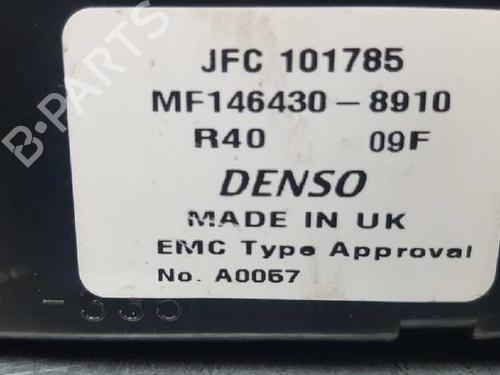 B-PARTS
JFC 101785
MF146430-8910
R40 09F
DENSO
MADE IN UK
EMC Type Approval
No. A0057